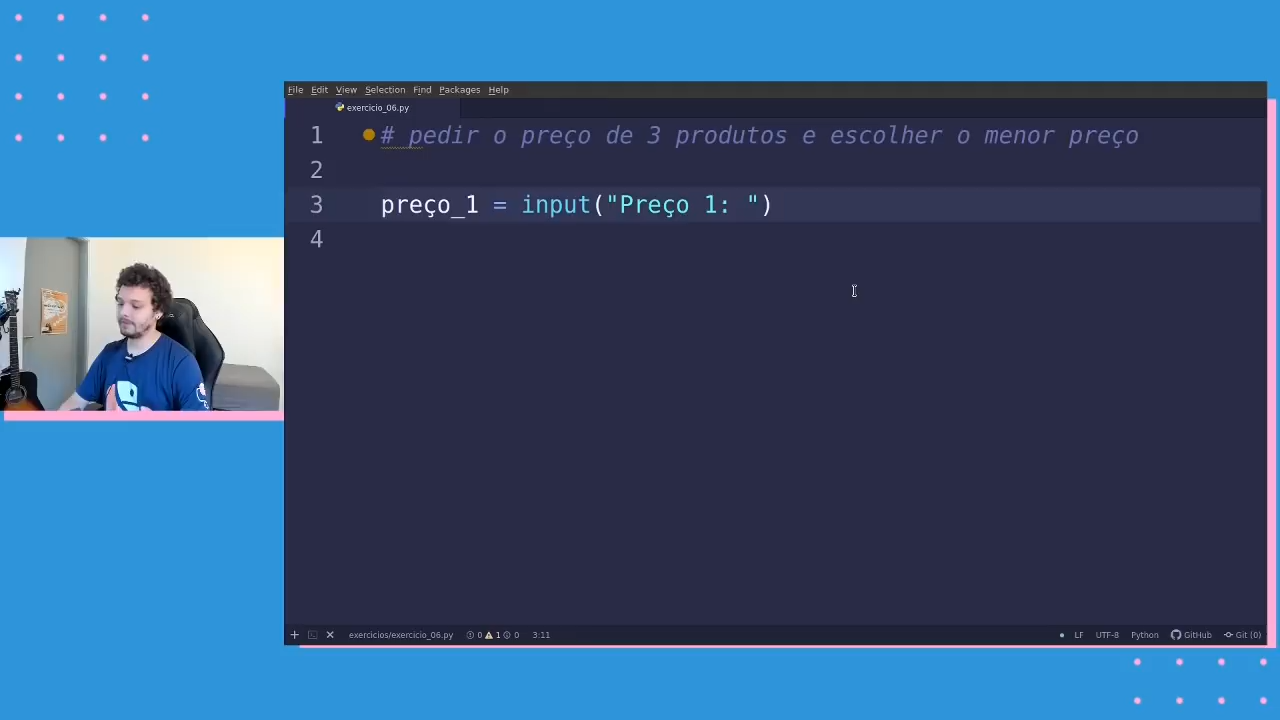 File Edit View Selection Find Packages Help
exercicio_06.py
1 # pedir o preço de 3 produtos e escolher o menor preço
2
3 preço_1 = input("Preço 1: ")
4
exercicios/exercicio_06.py 0 1 0 3:11 LF UTF-8 Python GitHub Git (0)